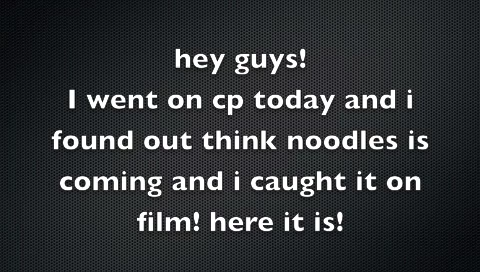 hey guys!
I went on cp today and i
found out think noodles is
coming and i caught it on
film! here it is!